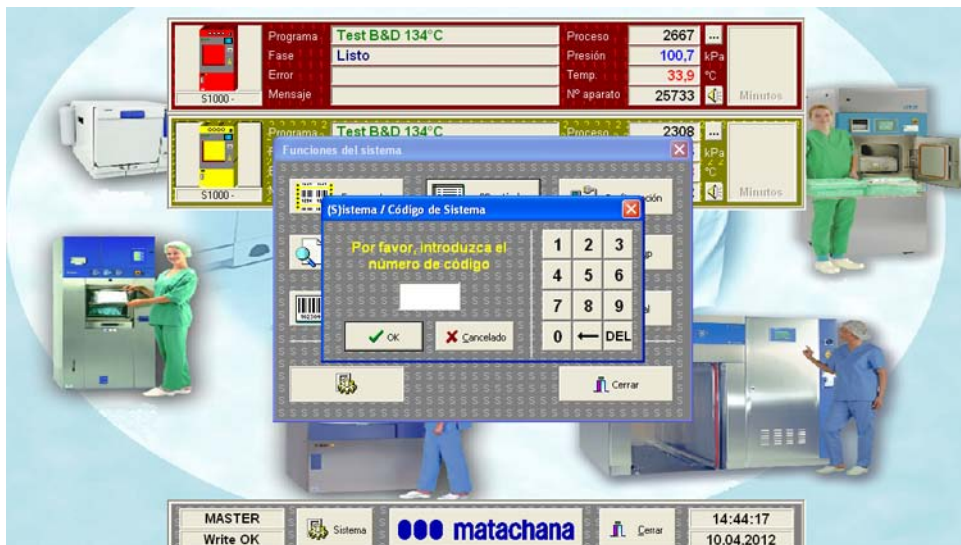 Programa Test B&D 134°C Proceso 2667 ...
Fase Listo Presión 100,7 kPa
Error Temp. 33,9 °C
S1000 - Mensaje Nº aparato 25733 Minutos
Programa Test B&D 134°C Proceso 2308 ...
kPa
°C
S1000 - Minutos
Funciones del sistema
(S)istema / Código de Sistema
Por favor, introduzca el
número de código
1 2 3
4 5 6
7 8 9
0 ← DEL
OK Cancelado
Cerrar
MASTER
Write OK
Sistema
matachana
Cerrar
14:44:17
10.04.2012